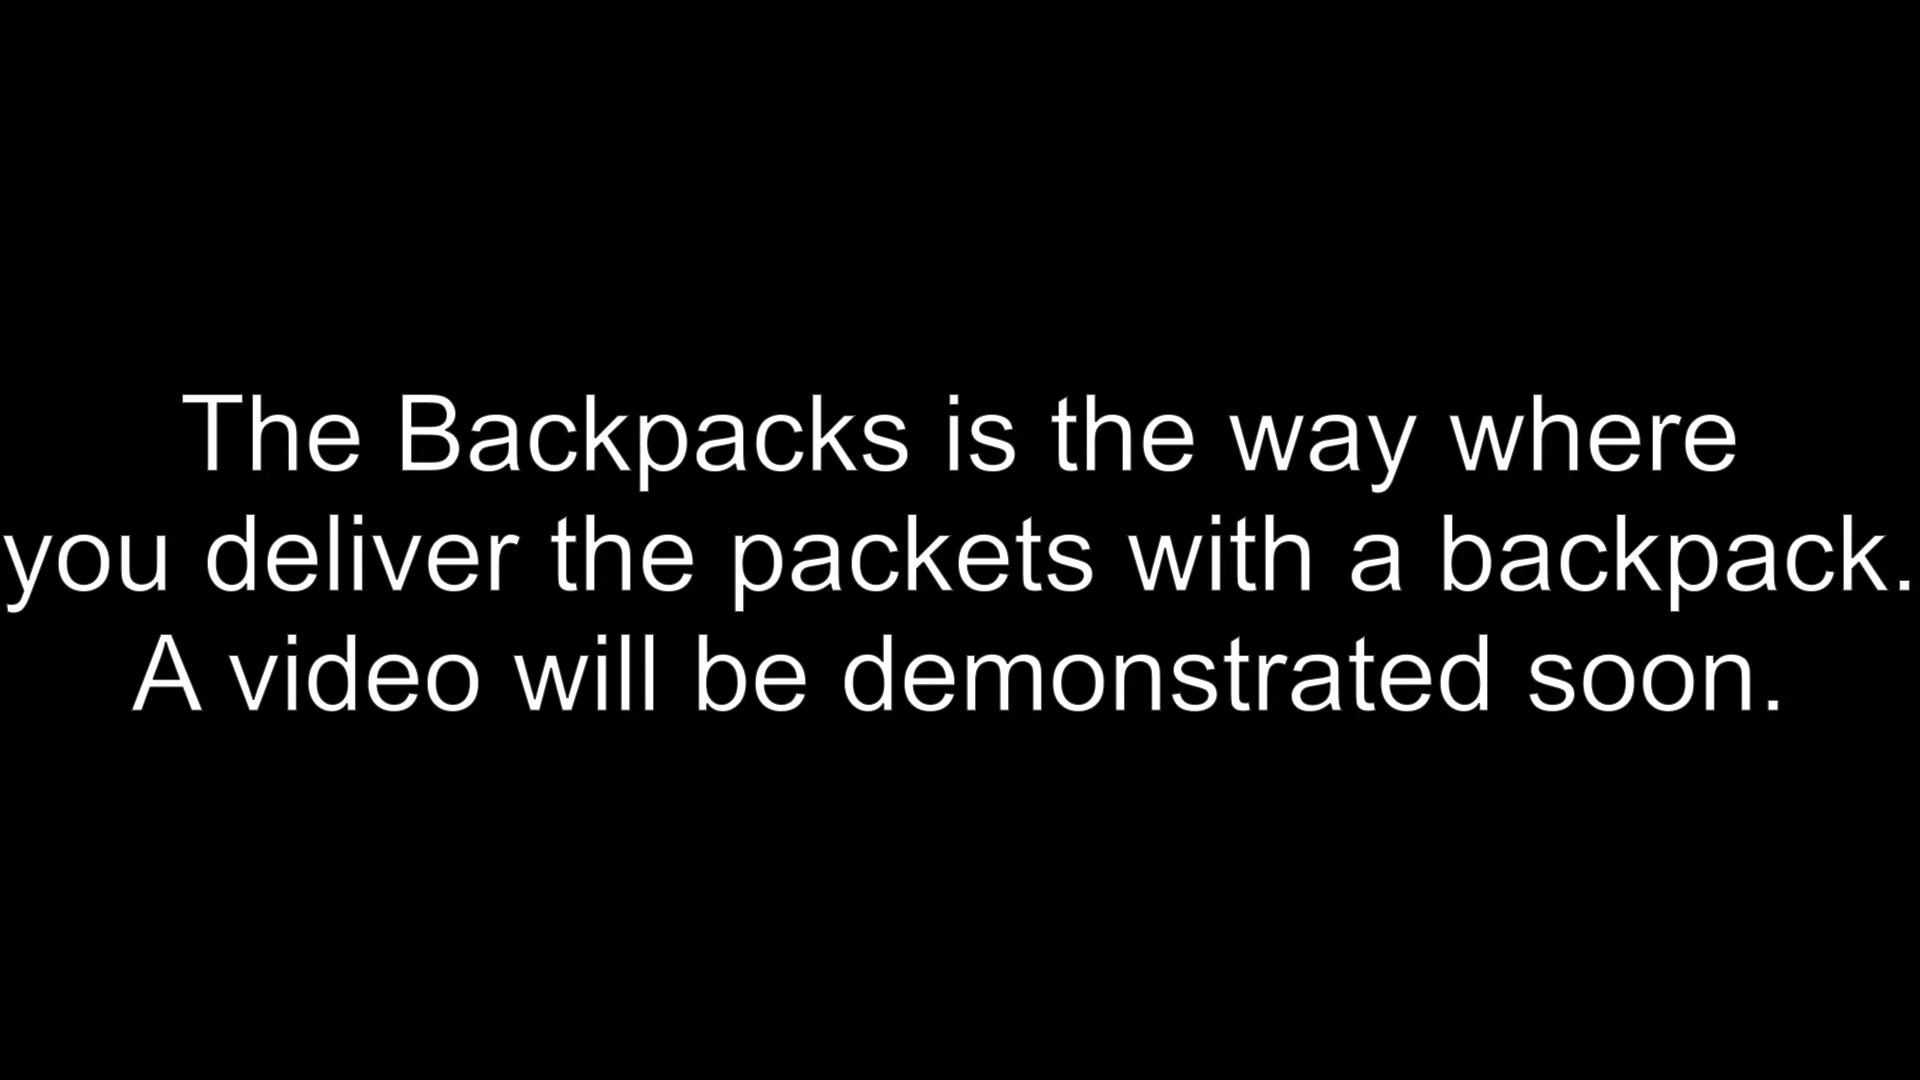 The Backpacks is the way where
you deliver the packets with a backpack.
A video will be demonstrated soon.